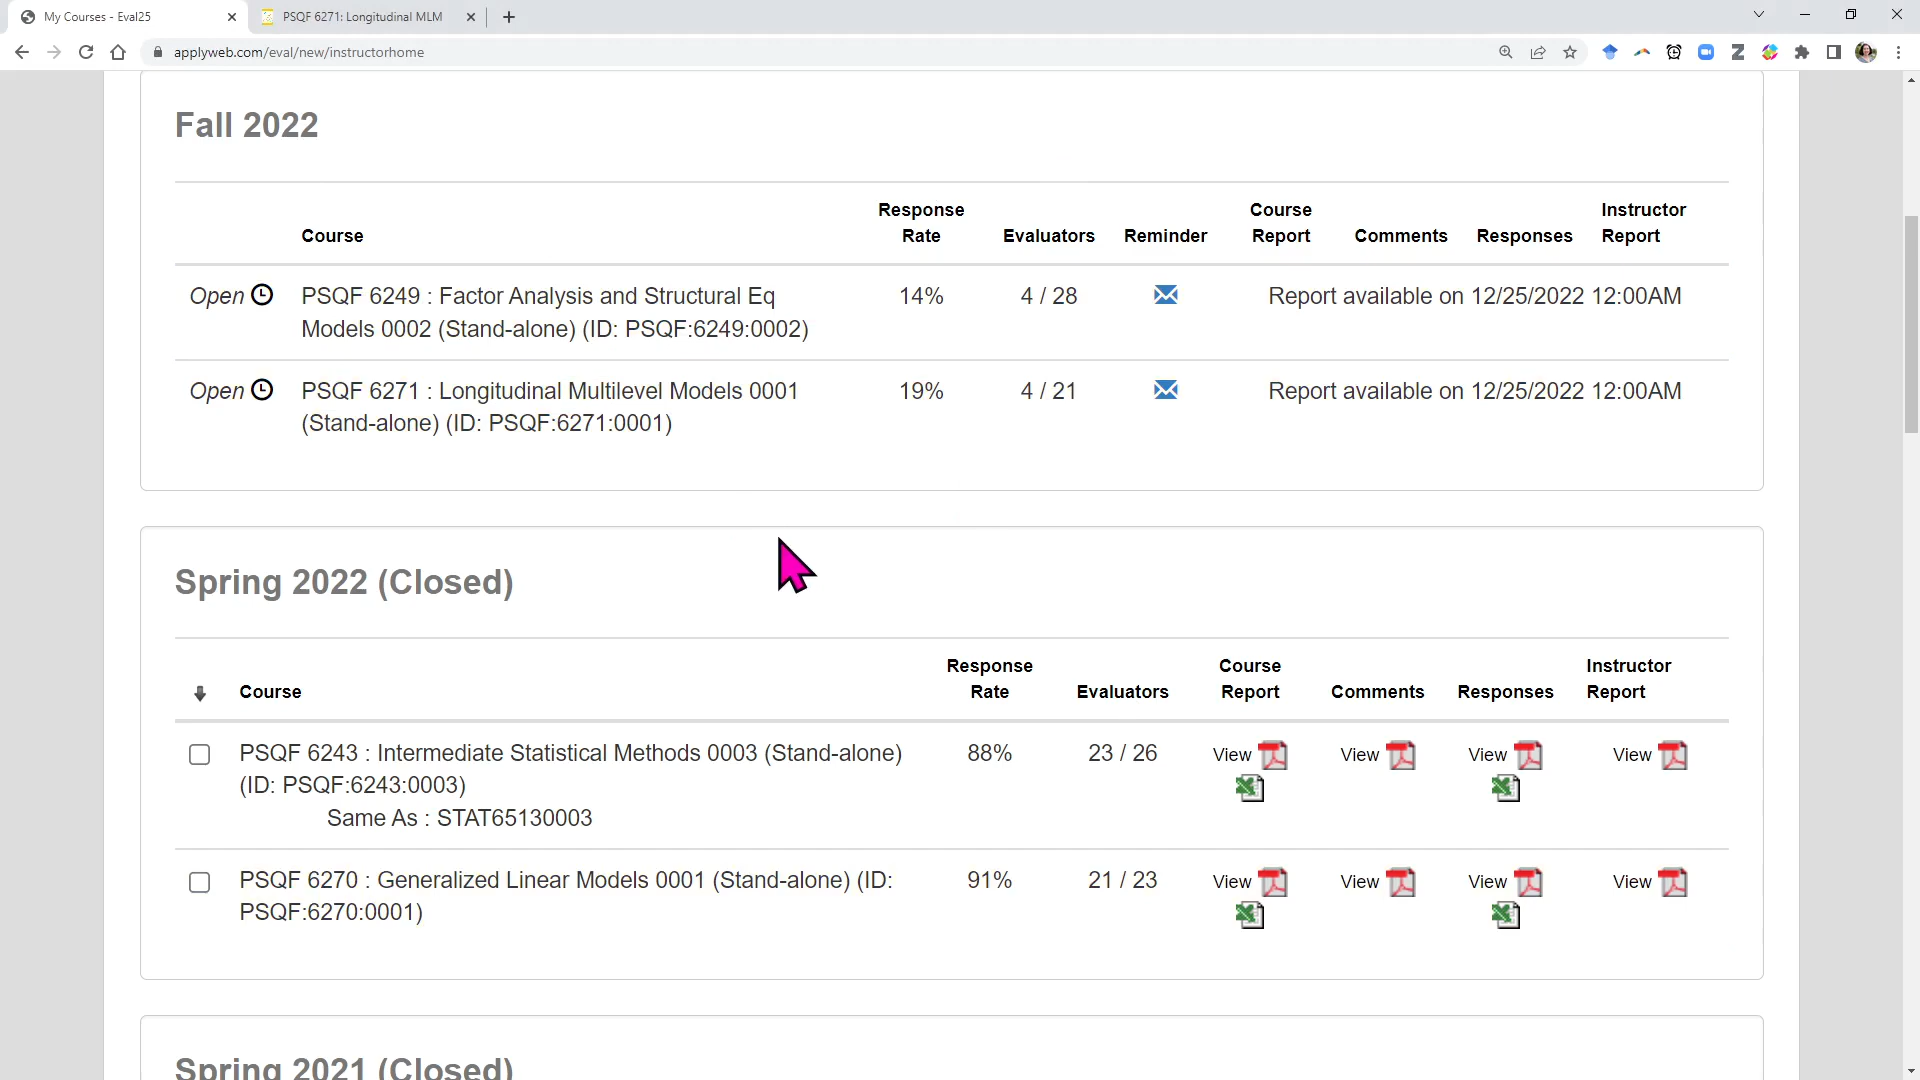 My Courses - Eval25
PSQF 6271: Longitudinal MLM
applyweb.com/eval/new/instructorhome
Fall 2022
Course Response Rate Evaluators Reminder Course Report Comments Responses Instructor Report
Open PSQF 6249 : Factor Analysis and Structural Eq 14% 4 / 28 Report available on 12/25/2022 12:00AM
Models 0002 (Stand-alone) (ID: PSQF:6249:0002)
Open PSQF 6271 : Longitudinal Multilevel Models 0001 19% 4 / 21 Report available on 12/25/2022 12:00AM
(Stand-alone) (ID: PSQF:6271:0001)
Spring 2022 (Closed)
Course Response Rate Evaluators Course Report Comments Responses Instructor Report
PSQF 6243 : Intermediate Statistical Methods 0003 (Stand-alone) 88% 23 / 26 View View View View
(ID: PSQF:6243:0003)
Same As : STAT65130003
PSQF 6270 : Generalized Linear Models 0001 (Stand-alone) (ID: 91% 21 / 23 View View View View
PSQF:6270:0001)
Spring 2021 (Closed)